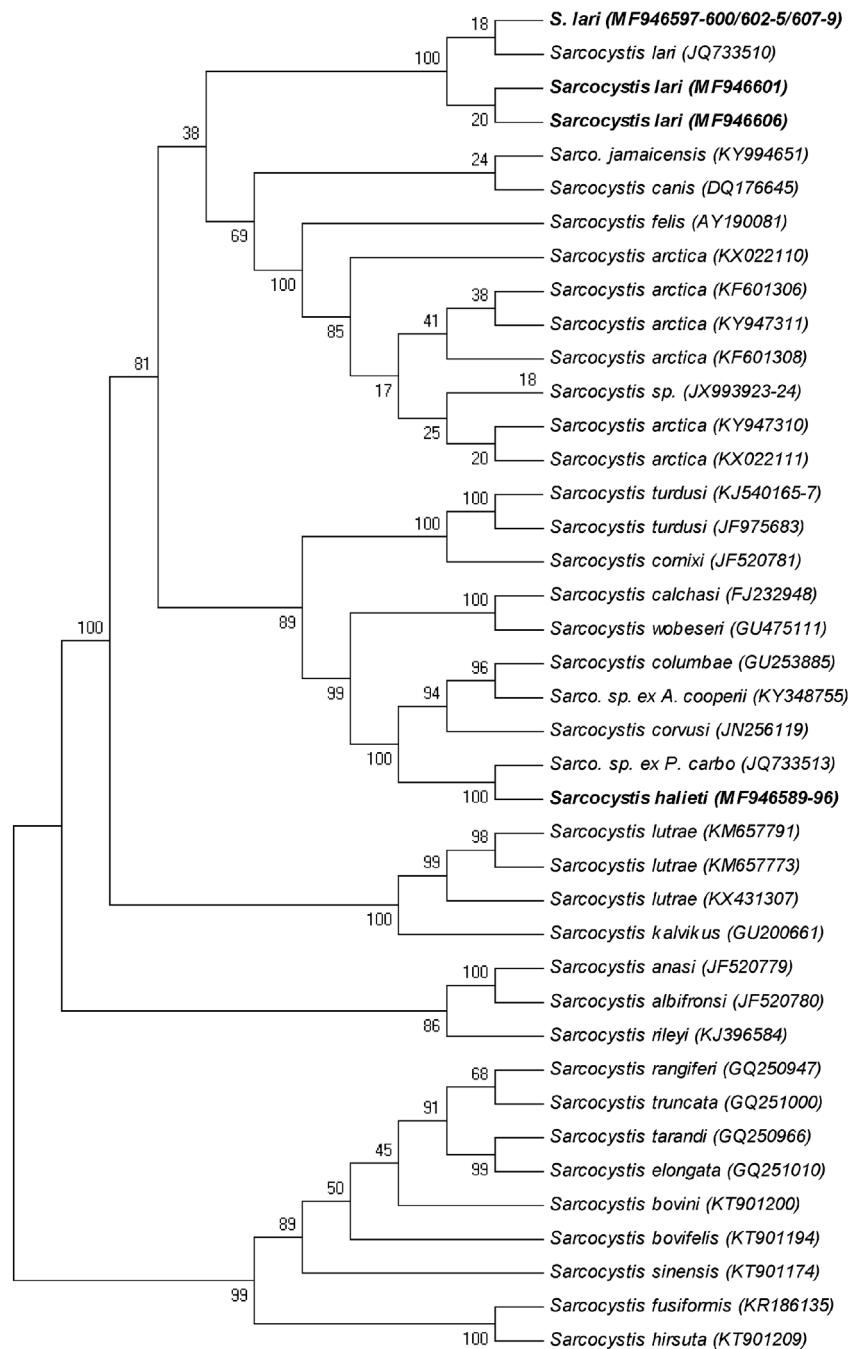 S. lari (MF946597-600/602-5/607-9)
18
Sarcocystis lari (JQ733510)
100
Sarcocystis lari (MF946601)
Sarcocystis lari (MF946606)
20
38
Sarco. jamaicensis (KY994651)
24
Sarcocystis canis (DQ176645)
69
Sarcocystis felis (AY190081)
100
Sarcocystis arctica (KX022110)
85
Sarcocystis arctica (KF601306)
38
Sarcocystis arctica (KY947311)
41
Sarcocystis arctica (KF601308)
81
17
18
Sarcocystis sp. (JX993923-24)
25
Sarcocystis arctica (KY947310)
Sarcocystis arctica (KX022111)
20
Sarcocystis turdusi (KJ540165-7)
100
Sarcocystis turdusi (JF975683)
100
Sarcocystis cornixi (JF520781)
89
Sarcocystis calchasi (FJ232948)
100
Sarcocystis wobeseri (GU475111)
100
99
Sarcocystis columbae (GU253885)
96
Sarco. sp. ex A. cooperii (KY348755)
94
Sarcocystis corvusi (JN256119)
100
Sarco. sp. ex P. carbo (JQ733513)
Sarcocystis halieti (MF946589-96)
100
Sarcocystis lutrae (KM657791)
98
Sarcocystis lutrae (KM657773)
99
Sarcocystis lutrae (KX431307)
100
Sarcocystis kalvikus (GU200661)
Sarcocystis anasi (JF520779)
100
Sarcocystis albifronsi (JF520780)
86
Sarcocystis rileyi (KJ396584)
Sarcocystis rangiferi (GQ250947)
68
Sarcocystis truncata (GQ251000)
91
Sarcocystis tarandi (GQ250966)
Sarcocystis elongata (GQ251010)
99
45
Sarcocystis bovini (KT901200)
50
Sarcocystis bovifelis (KT901194)
89
Sarcocystis sinensis (KT901174)
99
Sarcocystis fusiformis (KR186135)
Sarcocystis hirsuta (KT901209)
100